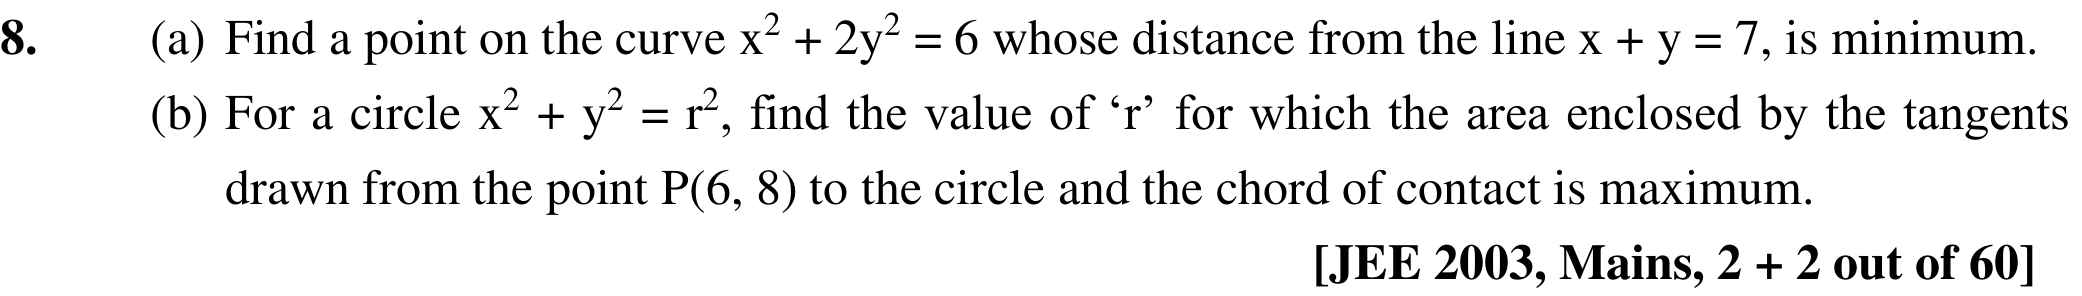 8. (a) Find a point on the curve x² + 2y² = 6 whose distance from the line x + y = 7, is minimum.
(b) For a circle x² + y² = r², find the value of ‘r’ for which the area enclosed by the tangents
drawn from the point P(6, 8) to the circle and the chord of contact is maximum.
[JEE 2003, Mains, 2 + 2 out of 60]